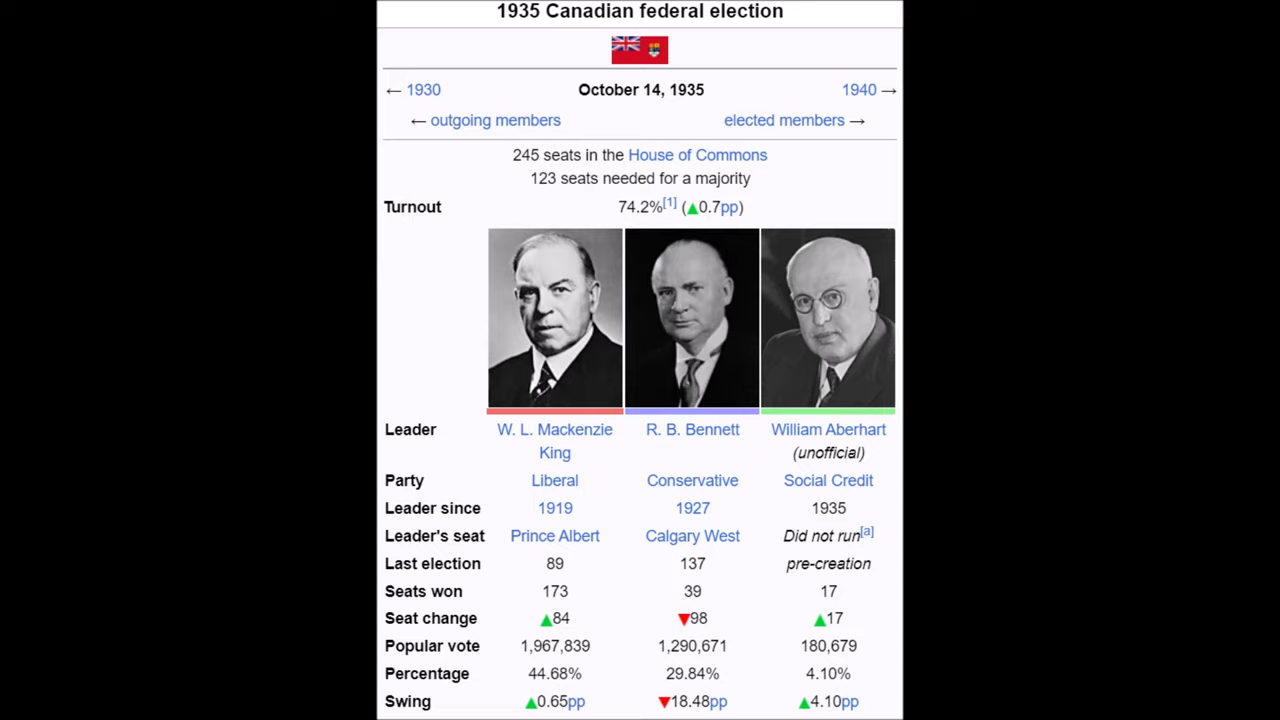 1935 Canadian federal election
← 1930 October 14, 1935 1940 →
← outgoing members elected members →
245 seats in the House of Commons
123 seats needed for a majority
Turnout 74.2%[1] (▲0.7pp)
Leader W. L. Mackenzie King R. B. Bennett William Aberhart (unofficial)
Party Liberal Conservative Social Credit
Leader since 1919 1927 1935
Leader's seat Prince Albert Calgary West Did not run[a]
Last election 89 137 pre-creation
Seats won 173 39 17
Seat change ▲84 ▼98 ▲17
Popular vote 1,967,839 1,290,671 180,679
Percentage 44.68% 29.84% 4.10%
Swing ▲0.65pp ▼18.48pp ▲4.10pp